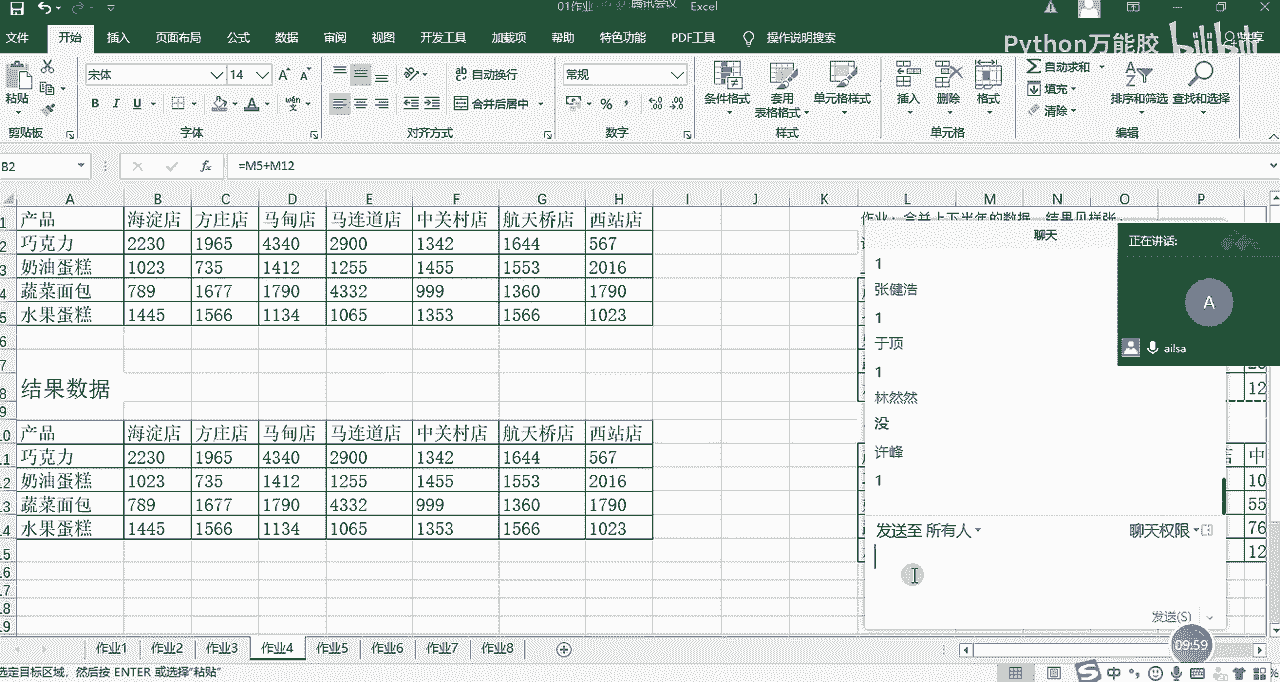 01作业 腾讯会议 Excel
文件 开始 插入 页面布局 公式 数据 审阅 视图 开发工具 加载项 帮助 特色功能 PDF工具 操作说明搜索
Python万能胶 bilibili
宋体 14 自动换行 常规 自动求和
粘贴 B I U 合并后居中 % 条件格式 套用 表格格式 单元格样式 插入 删除 格式 填充 清除 排序和筛选 查找和选择
剪贴板 字体 对齐方式 数字 样式 单元格 编辑
B2 fx =M5+M12
A B C D E F G H I J K L M N O P
1 产品 海淀店 方庄店 马甸店 马连道店 中关村店 航天桥店 西站店
2 巧克力 2230 1965 4340 2900 1342 1644 567
3 奶油蛋糕 1023 735 1412 1255 1455 1553 2016
4 蔬菜面包 789 1677 1790 4332 999 1360 1790
5 水果蛋糕 1445 1566 1134 1065 1353 1566 1023
6
7
8 结果数据
9
10 产品 海淀店 方庄店 马甸店 马连道店 中关村店 航天桥店 西站店
11 巧克力 2230 1965 4340 2900 1342 1644 567
12 奶油蛋糕 1023 735 1412 1255 1455 1553 2016
13 蔬菜面包 789 1677 1790 4332 999 1360 1790
14 水果蛋糕 1445 1566 1134 1065 1353 1566 1023
15
16
17
18
19
作业：合并上下半年的数据，结果见样张。
聊天
1
张健浩
1
于顶
1
林然然
没
许峰
1
发送至 所有人 聊天权限
发送(S)
正在讲话:
A
ailsa
12
店 中
10
55
76
12
09:59
作业1 作业2 作业3 作业4 作业5 作业6 作业7 作业8
选定目标区域，然后按 ENTER 或选择"粘贴"
中